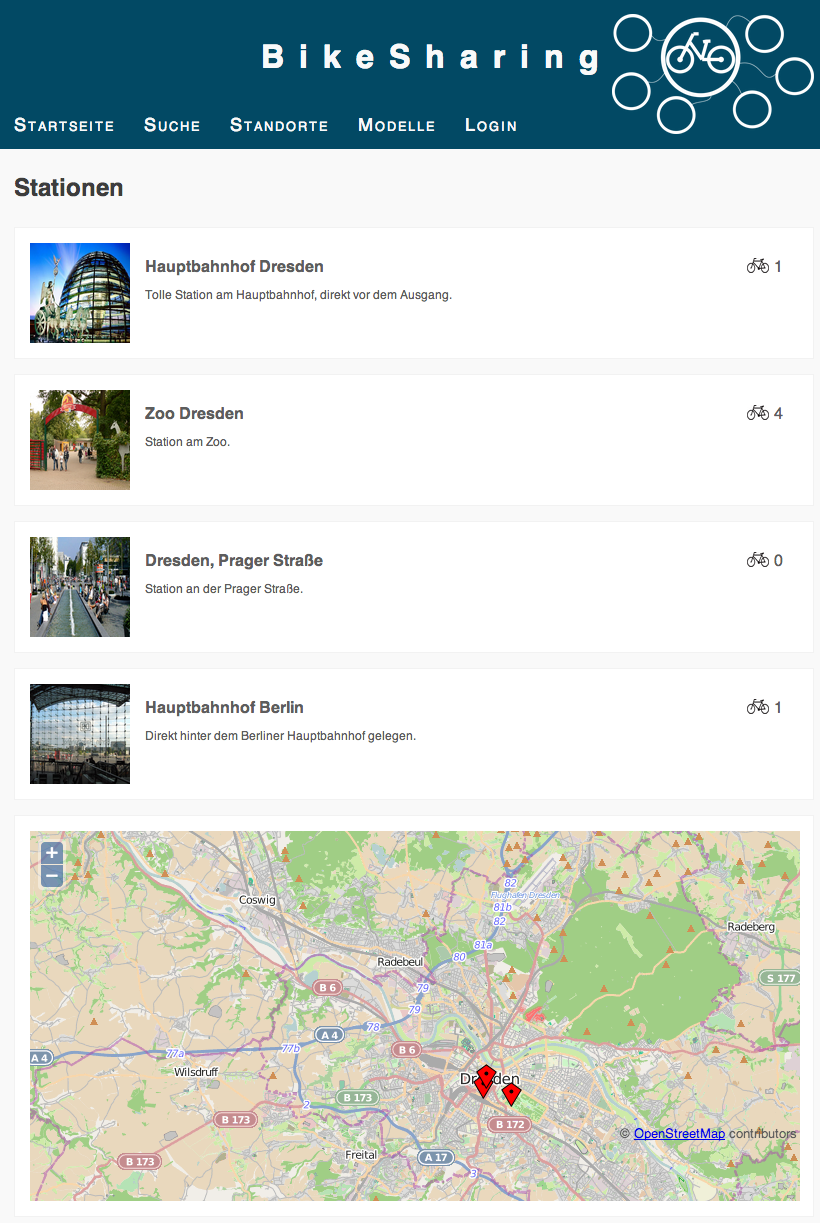 BikeSharing
Startseite Suche Standorte Modelle Login
Stationen
Hauptbahnhof Dresden 1
Tolle Station am Hauptbahnhof, direkt vor dem Ausgang.
Zoo Dresden 4
Station am Zoo.
Dresden, Prager Straße 0
Station an der Prager Straße.
Hauptbahnhof Berlin 1
Direkt hinter dem Berliner Hauptbahnhof gelegen.
+
−
82
Flughafen Dresden
Coswig
81b
82
Radeberg
81a
80
Radebeul
S 177
B 6
79
79
78
A 4
B 6
77b
77a
A 4
Wilsdruff
Dresden
B 173
2
B 173
B 172
© OpenStreetMap contributors
Freital
A 17
B 173
3